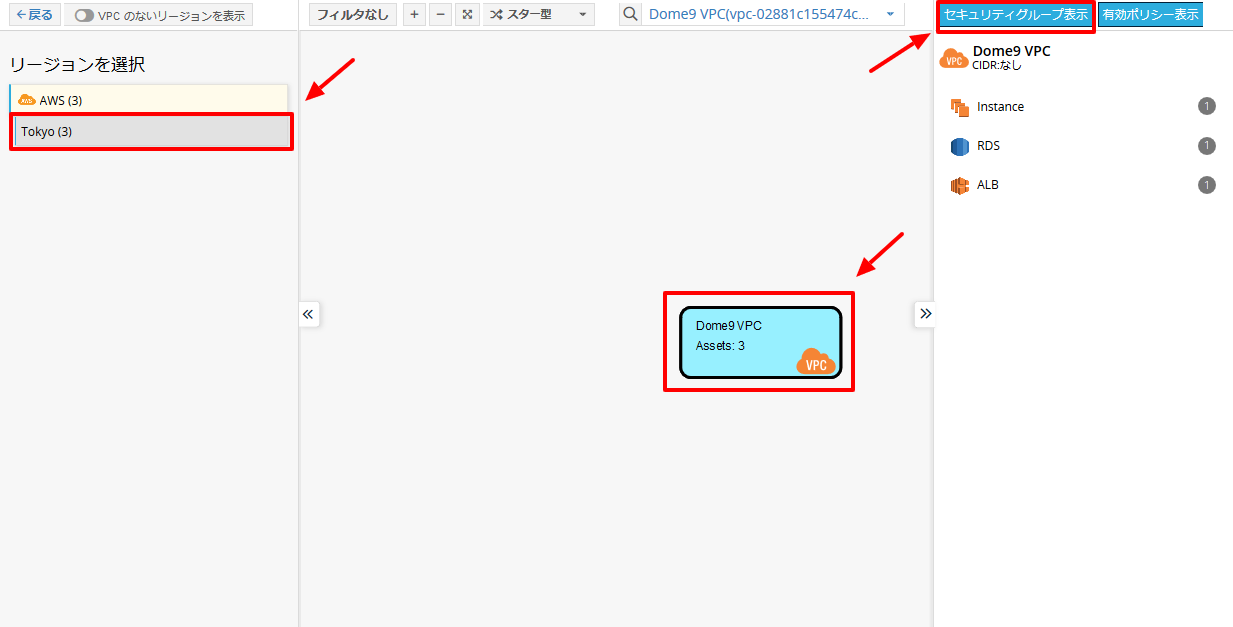 ←戻る
VPC のないリージョンを表示
フィルタなし
+
−
スター型
Dome9 VPC(vpc-02881c155474c...
セキュリティグループ表示
有効ポリシー表示
リージョンを選択
AWS
AWS (3)
Tokyo (3)
«
Dome9 VPC
Assets: 3
VPC
»
VPC
Dome9 VPC
CIDR:なし
Instance
1
RDS
1
ALB
1